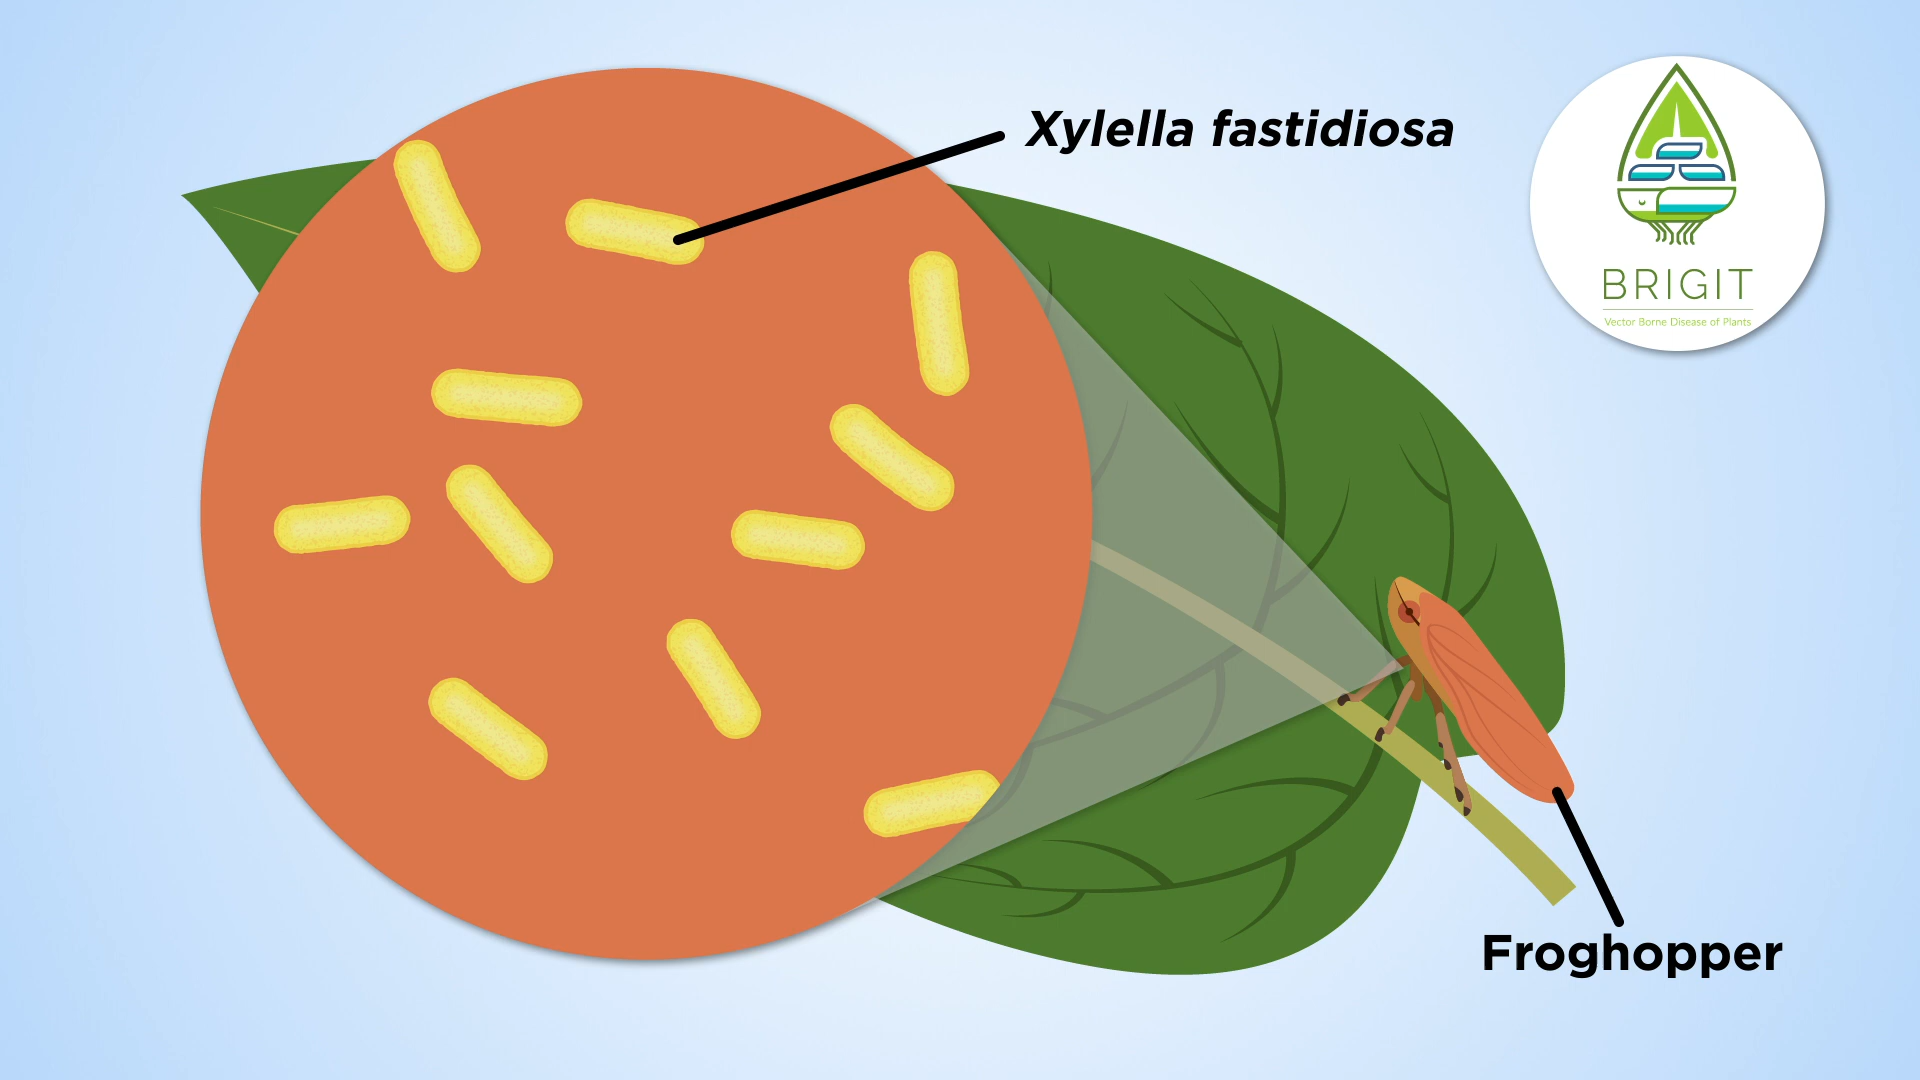 Xylella fastidiosa
BRIGIT
Vector Borne Disease of Plants
Froghopper